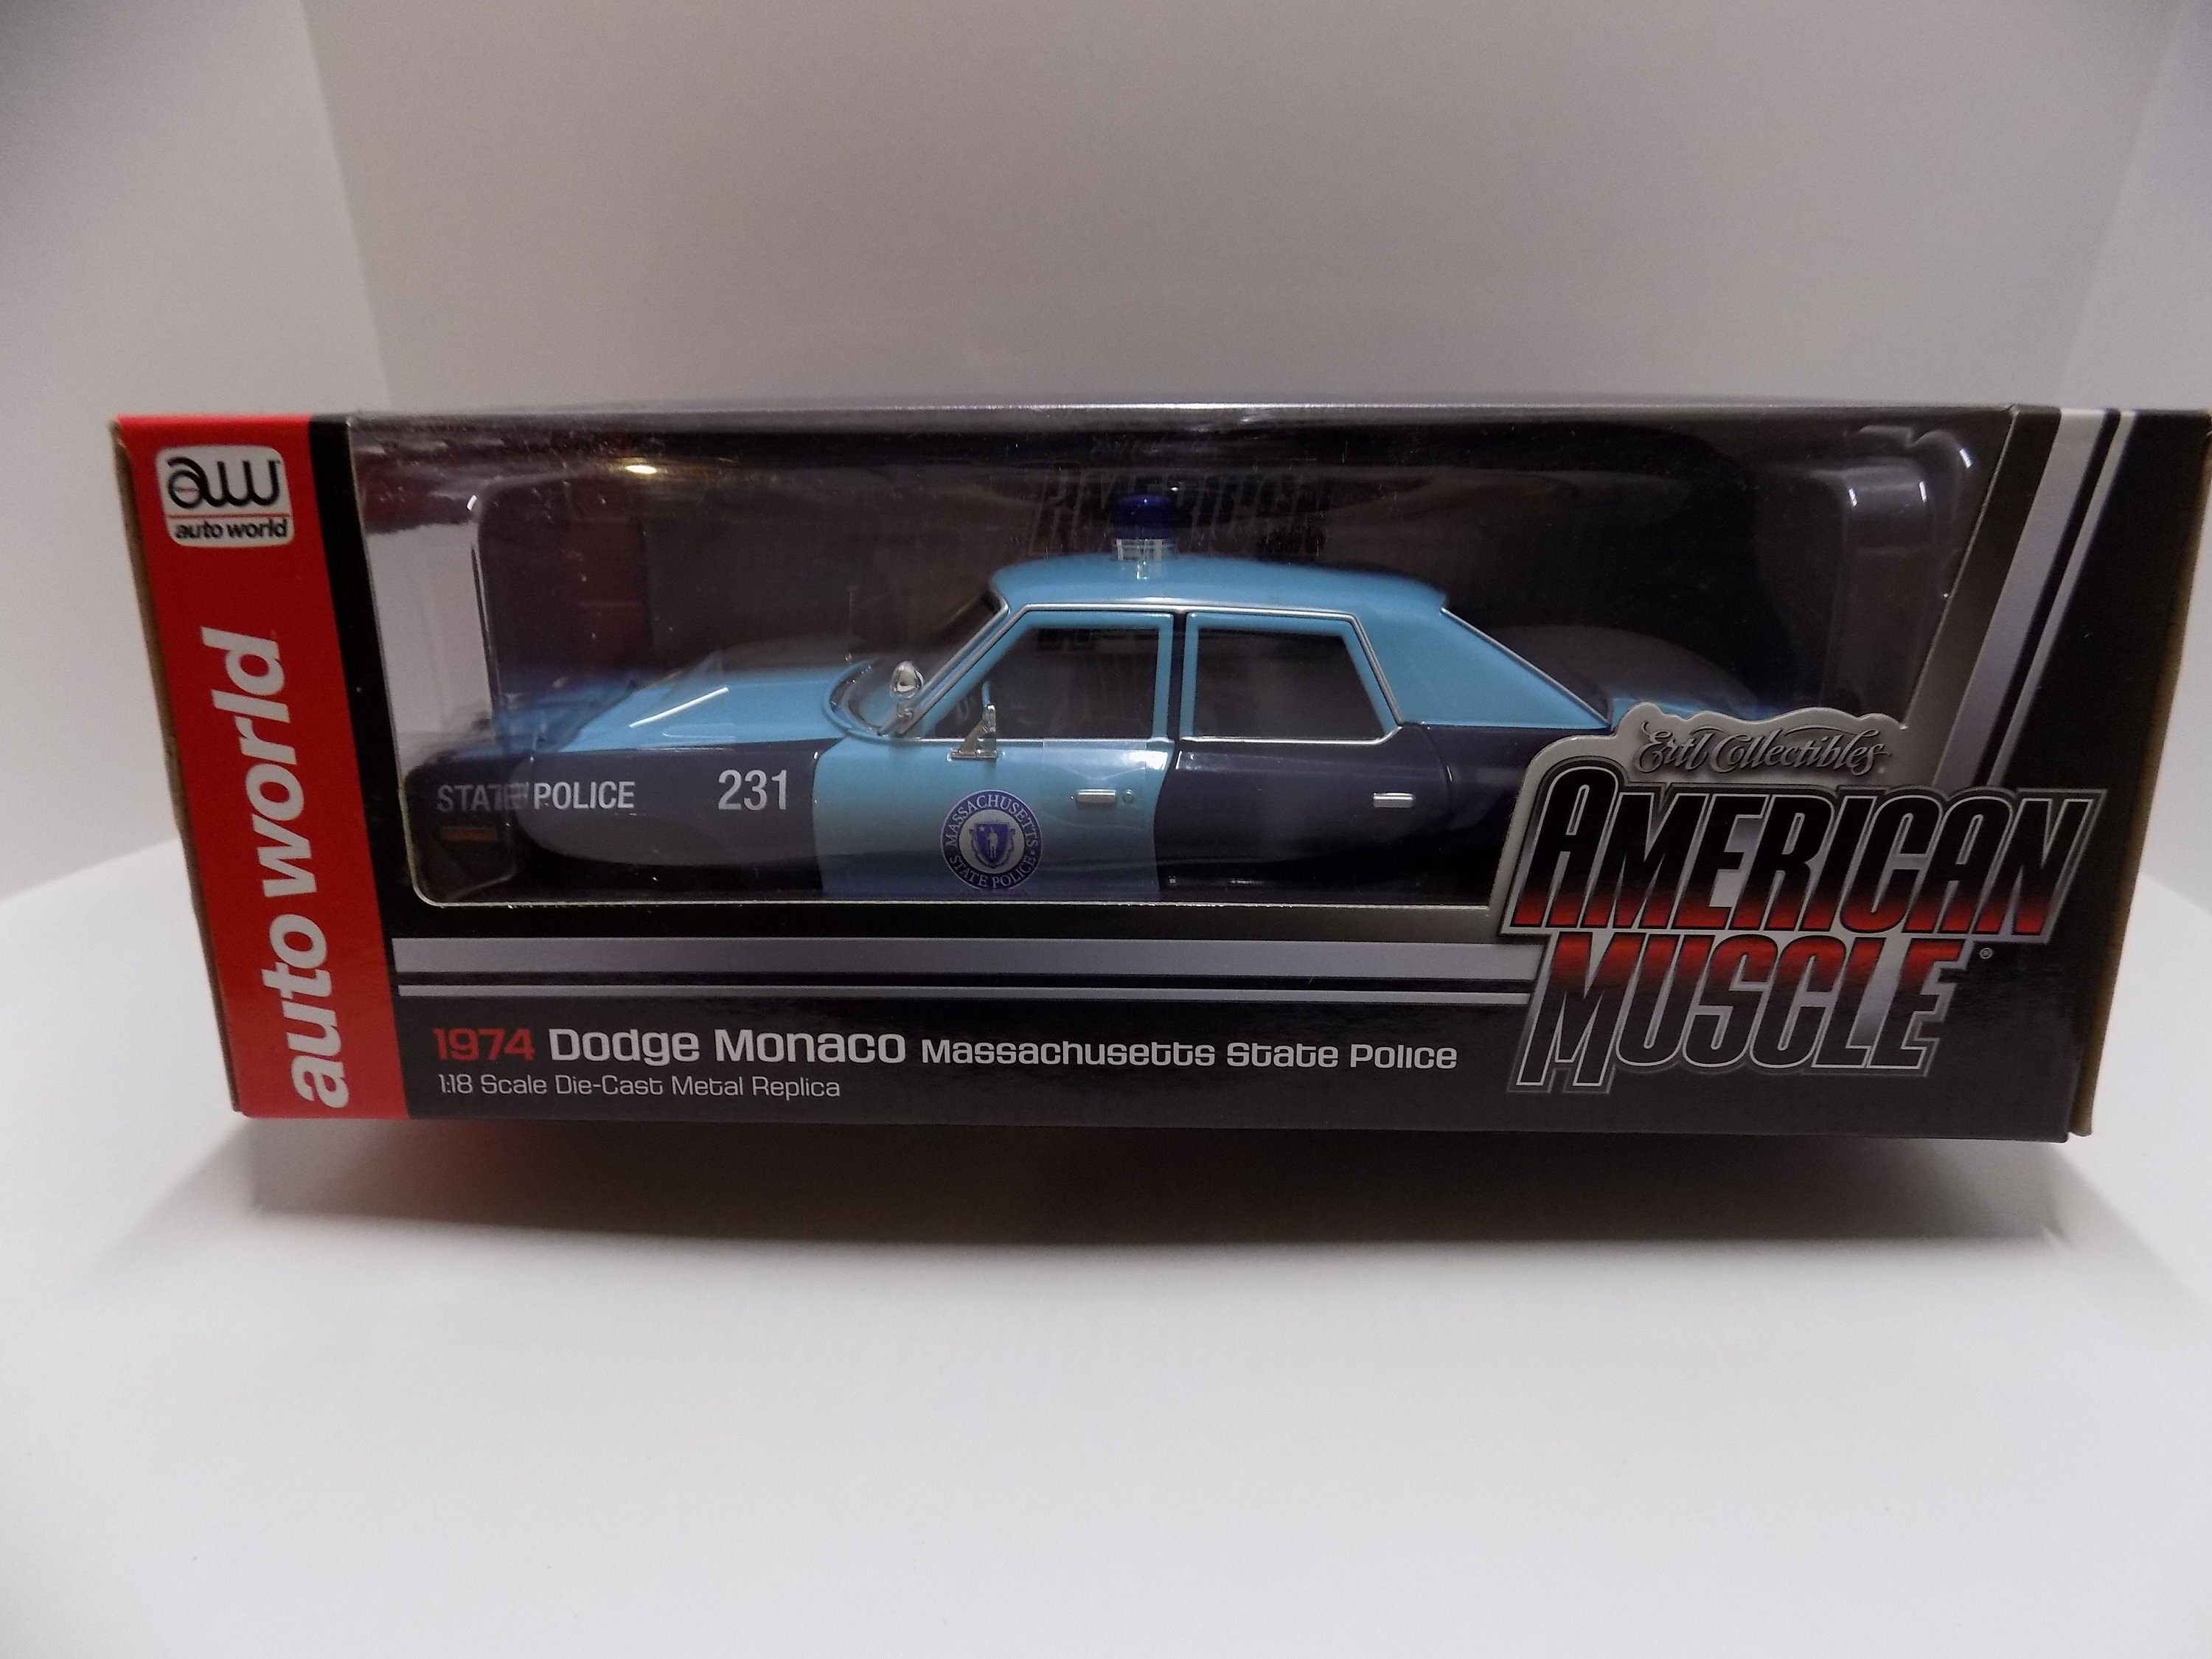 aw
auto world
auto world
AMERICAN
STATE POLICE
231
MASSACHUSETTS
STATE POLICE
Ertl Collectibles
AMERICAN
MUSCLE®
1974 Dodge Monaco Massachusetts State Police
1:18 Scale Die-Cast Metal Replica